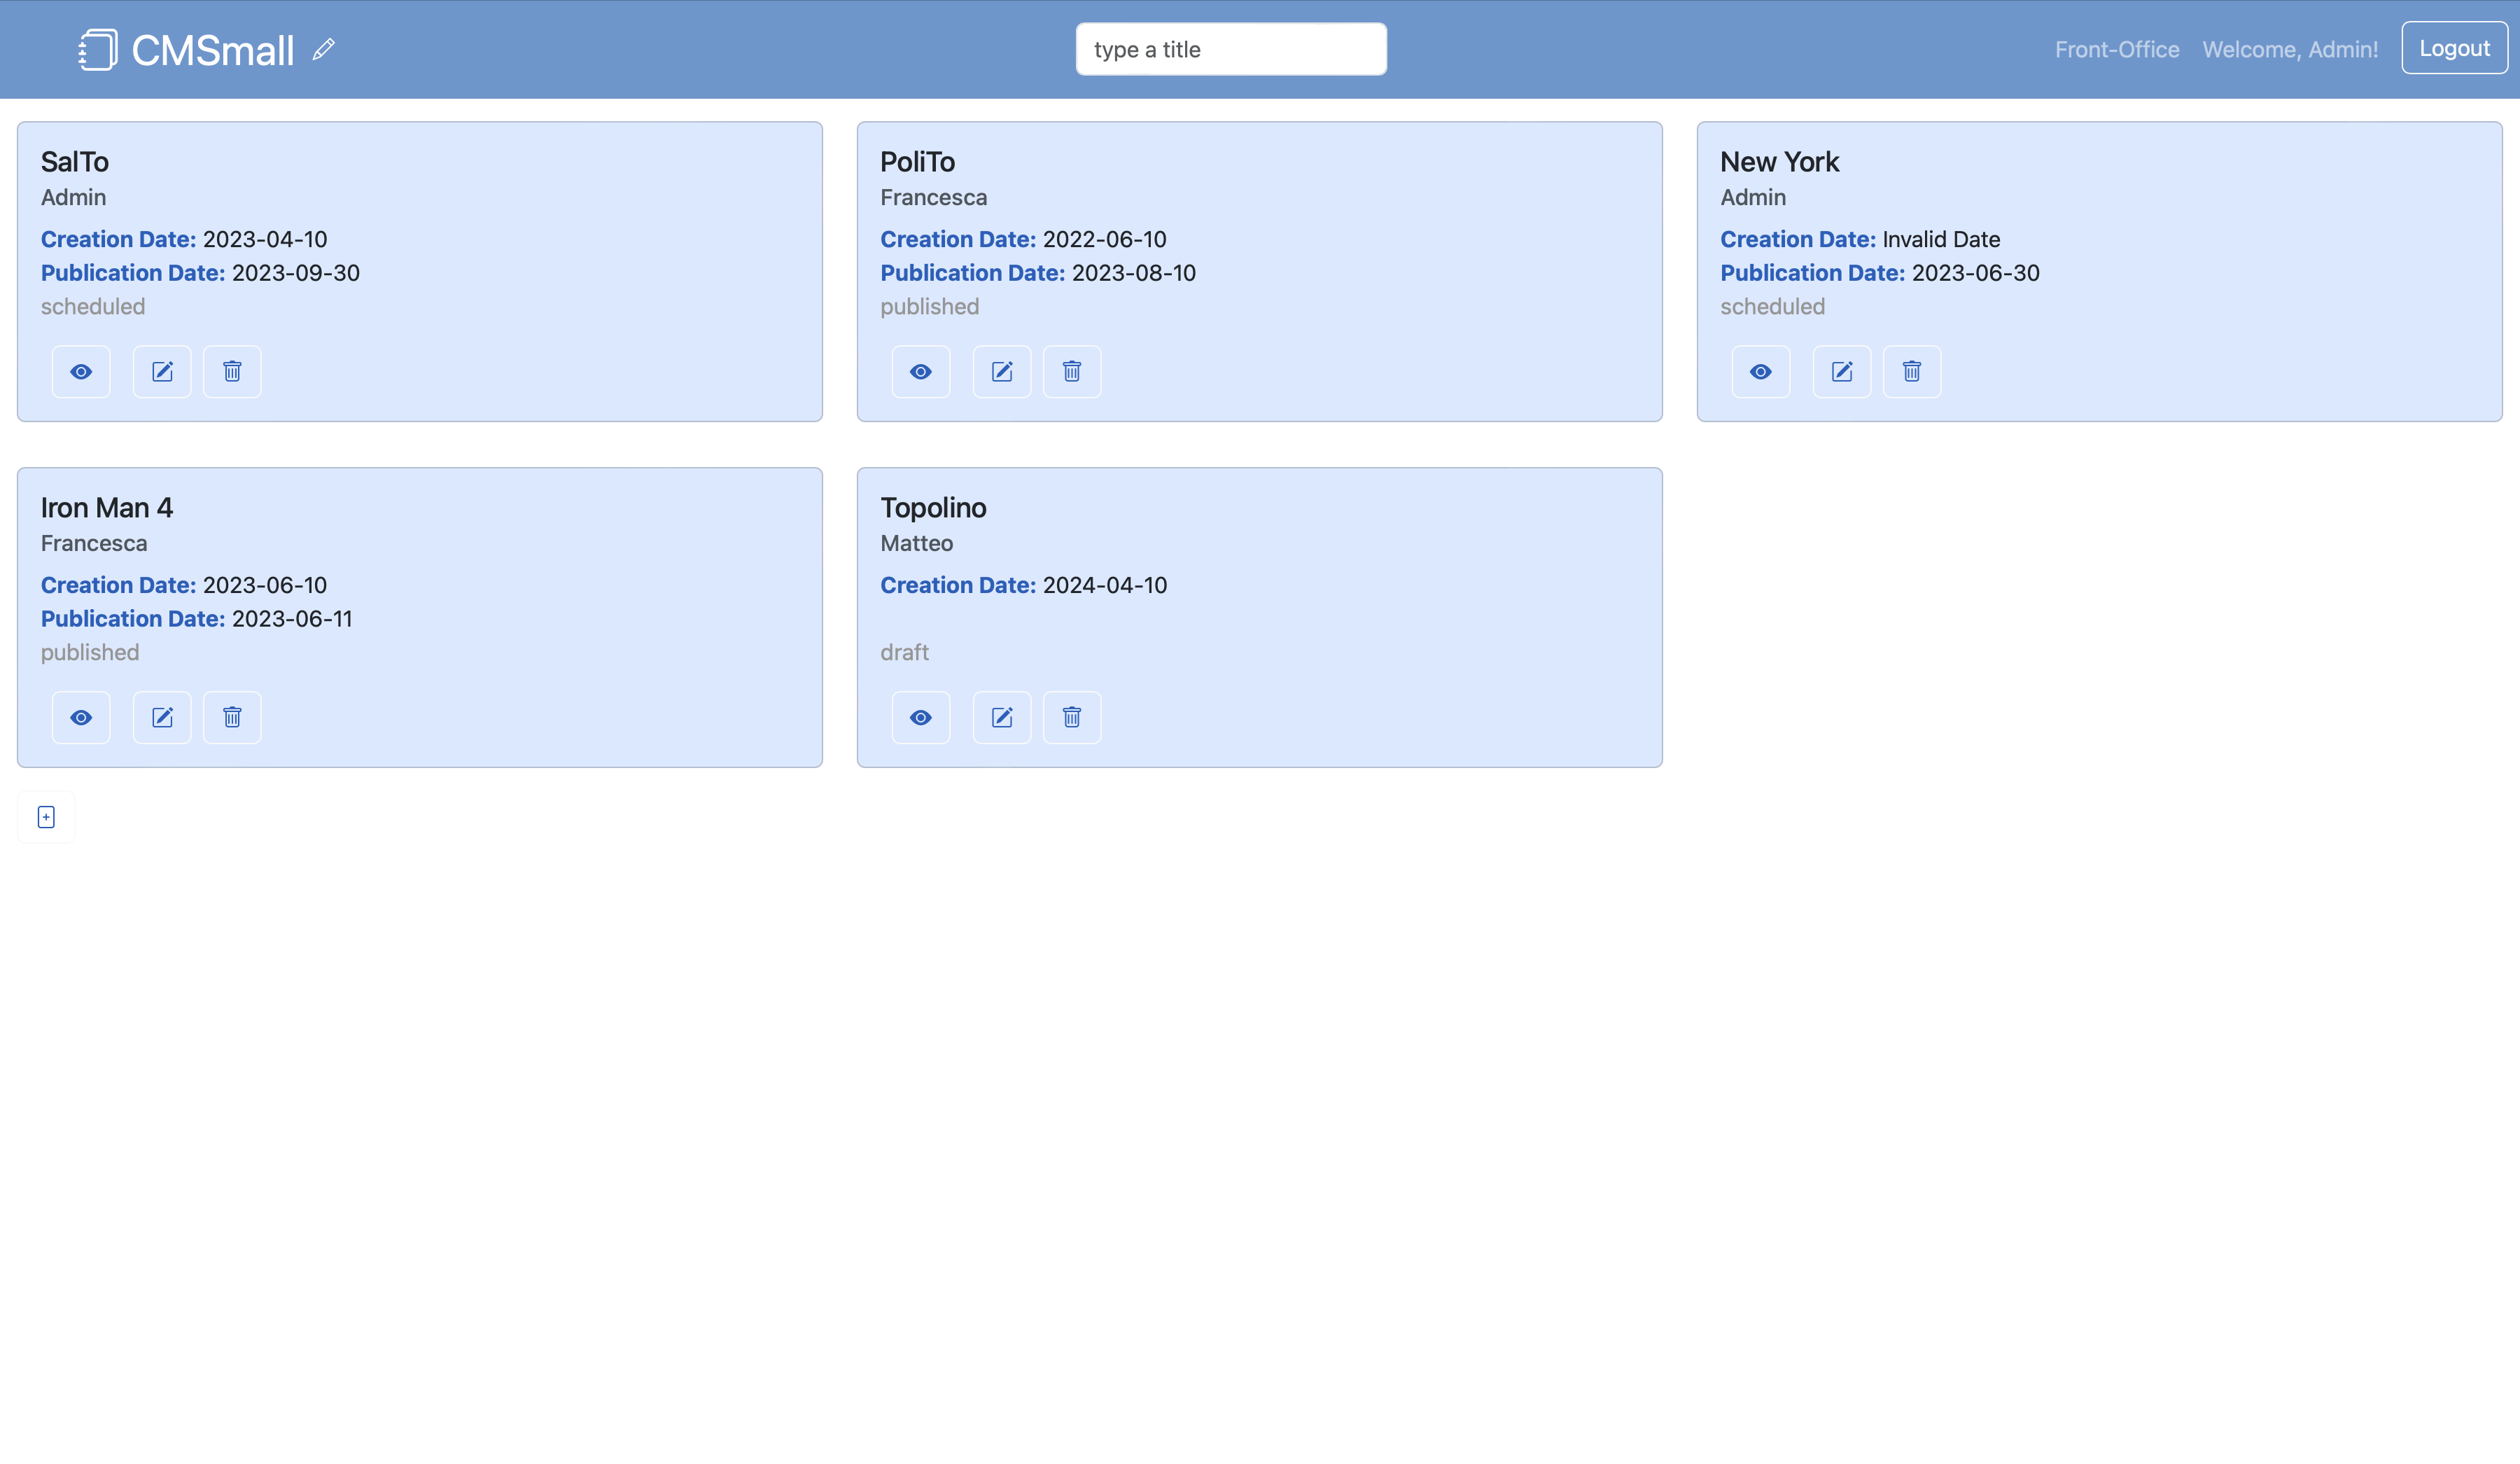 CMSmall
type a title
Front-Office
Welcome, Admin!
Logout
SalTo
Admin
Creation Date: 2023-04-10
Publication Date: 2023-09-30
scheduled
PoliTo
Francesca
Creation Date: 2022-06-10
Publication Date: 2023-08-10
published
New York
Admin
Creation Date: Invalid Date
Publication Date: 2023-06-30
scheduled
Iron Man 4
Francesca
Creation Date: 2023-06-10
Publication Date: 2023-06-11
published
Topolino
Matteo
Creation Date: 2024-04-10
draft